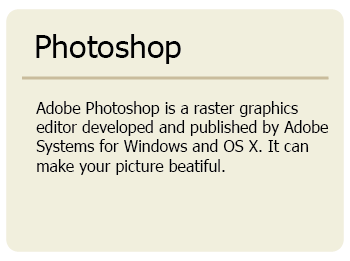 Photoshop
Adobe Photoshop is a raster graphics
editor developed and published by Adobe
Systems for Windows and OS X. It can
make your picture beatiful.